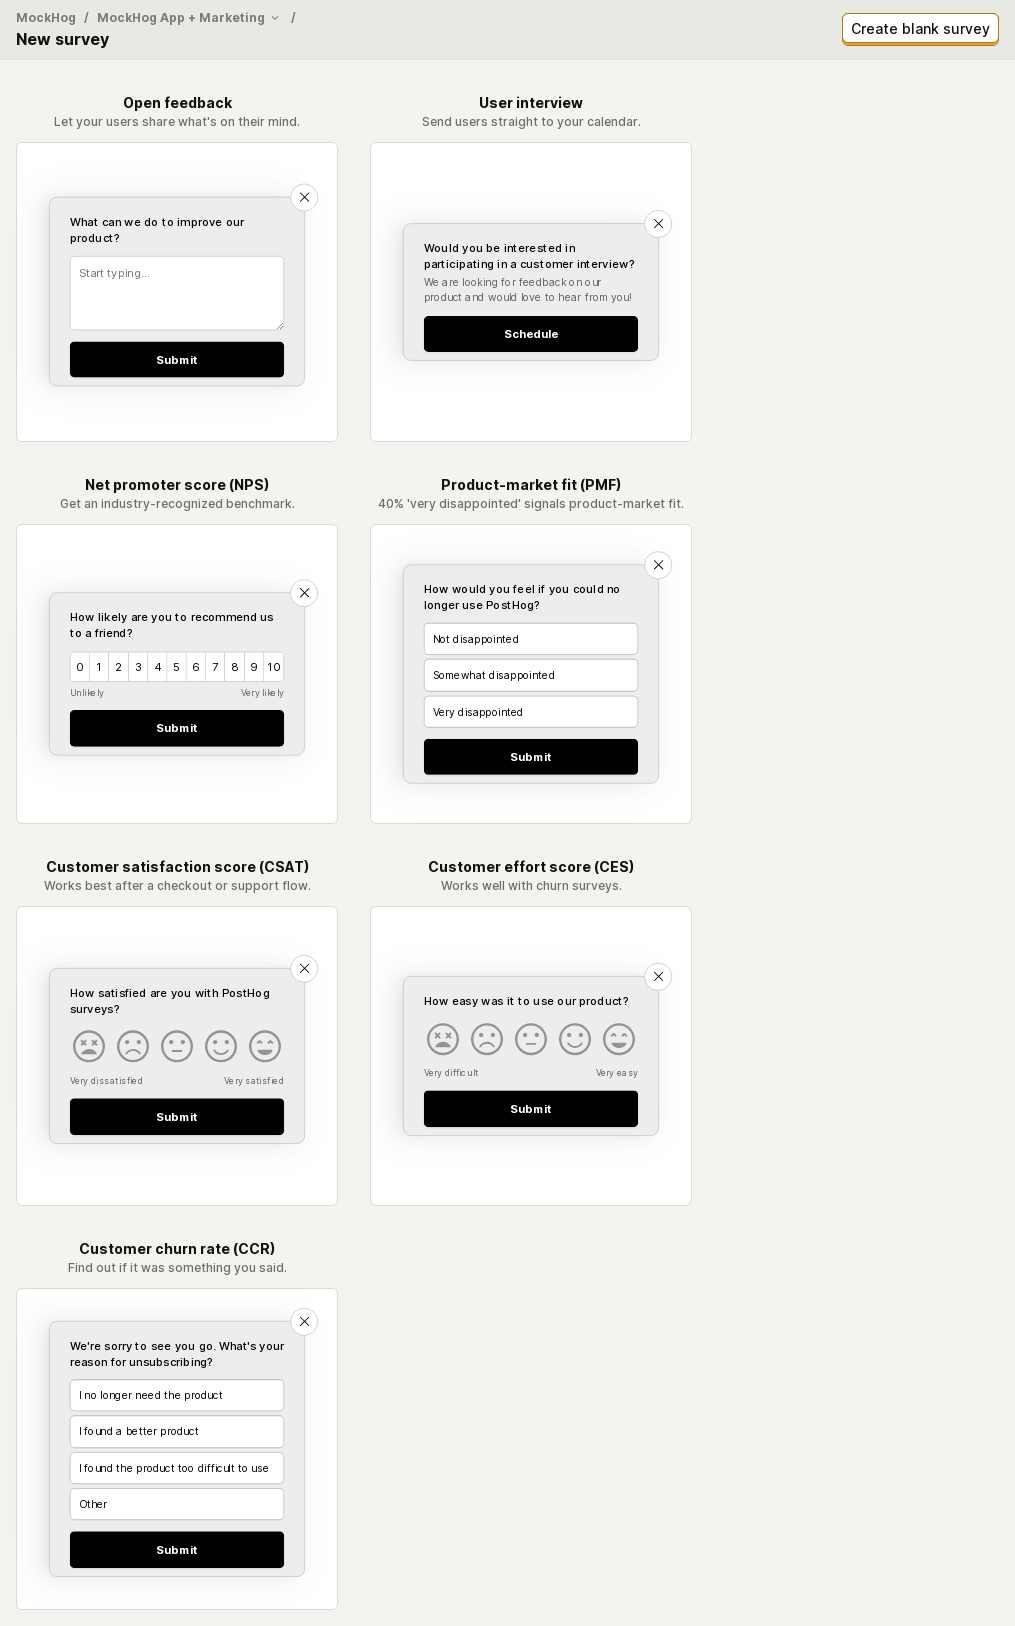 MockHog / MockHog App + Marketing /
New survey
Create blank survey
Open feedback
Let your users share what's on their mind.
What can we do to improve our
product?
Start typing...
Submit
User interview
Send users straight to your calendar.
Would you be interested in
participating in a customer interview?
We are looking for feedback on our
product and would love to hear from you!
Schedule
Net promoter score (NPS)
Get an industry-recognized benchmark.
How likely are you to recommend us
to a friend?
0 1 2 3 4 5 6 7 8 9 10
Unlikely Very likely
Submit
Product-market fit (PMF)
40% 'very disappointed' signals product-market fit.
How would you feel if you could no
longer use PostHog?
Not disappointed
Somewhat disappointed
Very disappointed
Submit
Customer satisfaction score (CSAT)
Works best after a checkout or support flow.
How satisfied are you with PostHog
surveys?
Very dissatisfied Very satisfied
Submit
Customer effort score (CES)
Works well with churn surveys.
How easy was it to use our product?
Very difficult Very easy
Submit
Customer churn rate (CCR)
Find out if it was something you said.
We're sorry to see you go. What's your
reason for unsubscribing?
I no longer need the product
I found a better product
I found the product too difficult to use
Other
Submit